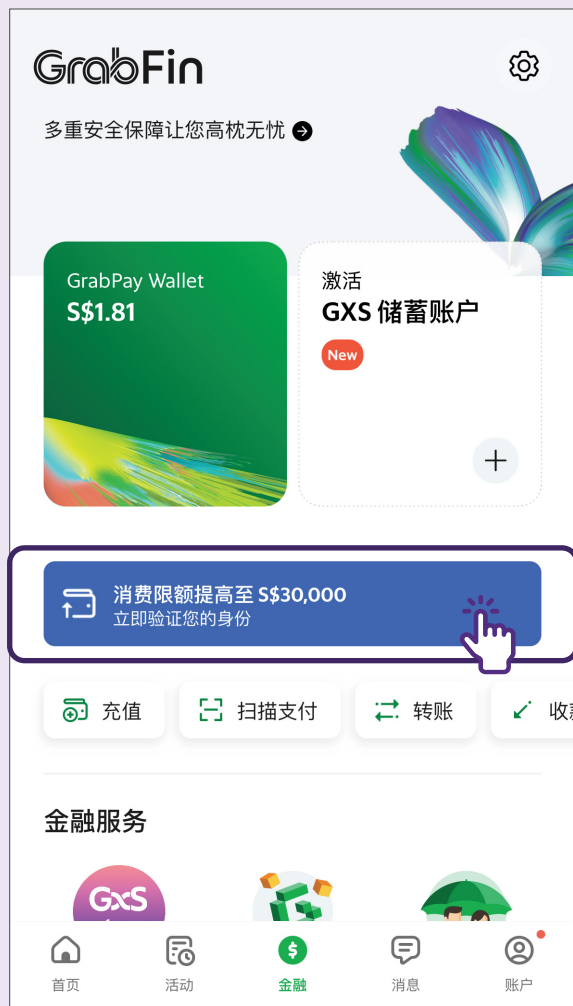 GrabFin
多重安全保障让您高枕无忧
GrabPay Wallet
S$1.81
激活
GXS 储蓄账户
New
消费限额提高至 S$30,000
立即验证您的身份
充值
扫描支付
转账
收款
金融服务
GXS
首页
活动
金融
消息
账户